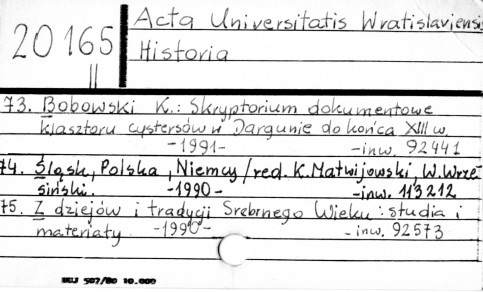 20165
II
Acta Universitatis Wratislaviensi
Historia
73. Bobowski K.: Skryptorium dokumentowe
klasztoru cystersów w Dargunie do końca XIII w.
-1991- -inw. 92441
74. Śląsk, Polska, Niemcy / red. K. Matwijowski, W. Wrze-
siński. -1990- -inw. 113212
75. Z dziejów i tradycji Srebrnego Wieku : studia i
materiały -1990- -inw. 92573
507/80 10.000